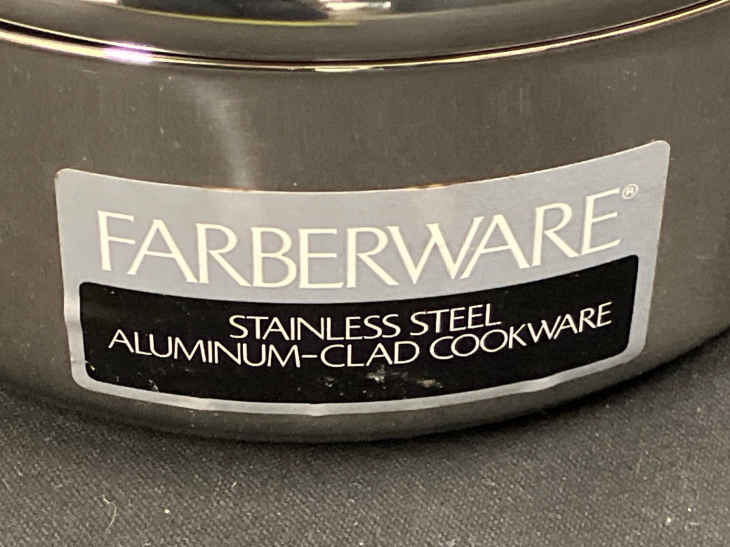 FARBERWARE®
STAINLESS STEEL
ALUMINUM-CLAD COOKWARE